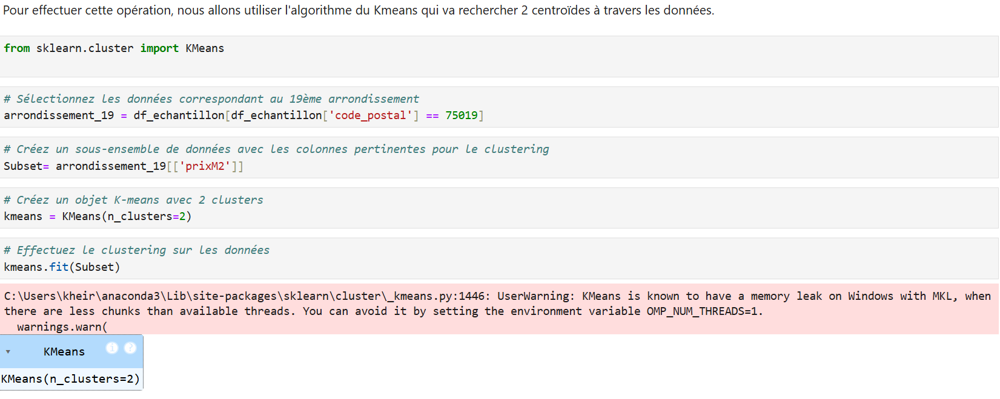 Pour effectuer cette opération, nous allons utiliser l'algorithme du Kmeans qui va rechercher 2 centroïdes à travers les données.
from sklearn.cluster import KMeans
# Sélectionnez les données correspondant au 19ème arrondissement
arrondissement_19 = df_echantillon[df_echantillon['code_postal'] == 75019]
# Créez un sous-ensemble de données avec les colonnes pertinentes pour le clustering
Subset= arrondissement_19[['prixM2']]
# Créez un objet K-means avec 2 clusters
kmeans = KMeans(n_clusters=2)
# Effectuez le clustering sur les données
kmeans.fit(Subset)
C:\Users\kheir\anaconda3\Lib\site-packages\sklearn\cluster\_kmeans.py:1446: UserWarning: KMeans is known to have a memory leak on Windows with MKL, when
there are less chunks than available threads. You can avoid it by setting the environment variable OMP_NUM_THREADS=1.
  warnings.warn(
▾ KMeans i ?
KMeans(n_clusters=2)